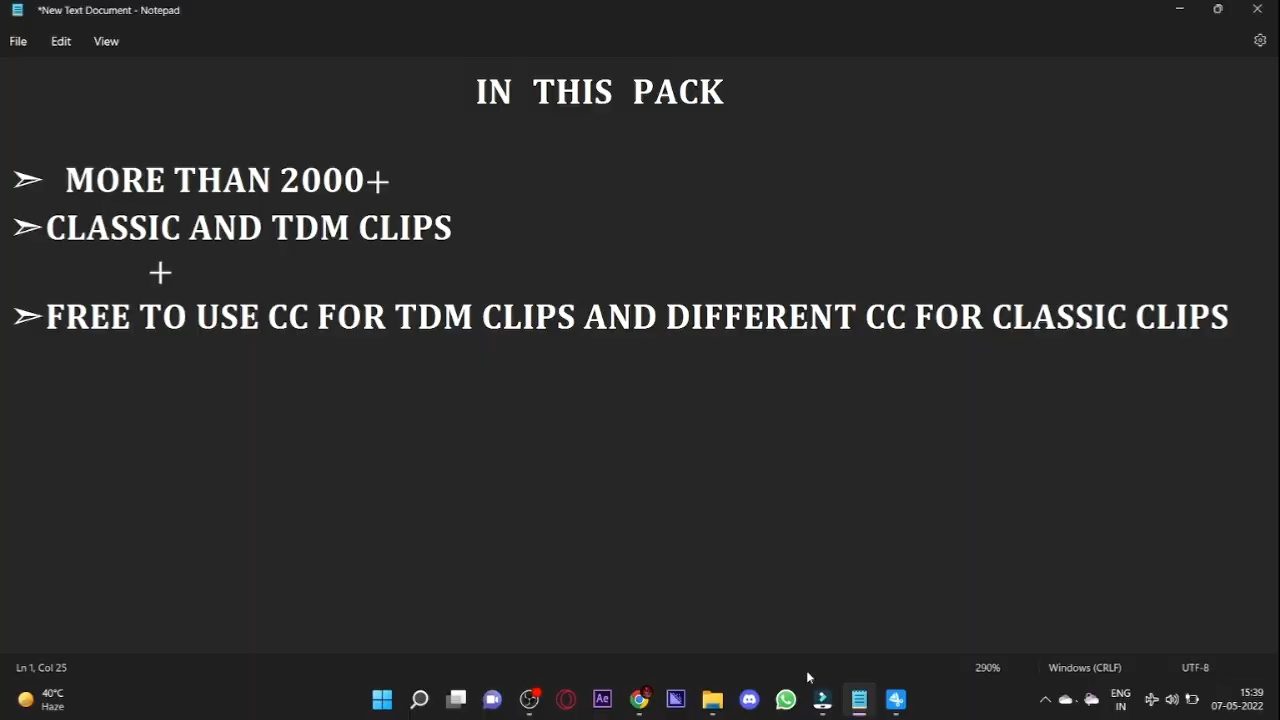 *New Text Document - Notepad
File Edit View
IN THIS PACK
➢ MORE THAN 2000+
➢CLASSIC AND TDM CLIPS
+
➢FREE TO USE CC FOR TDM CLIPS AND DIFFERENT CC FOR CLASSIC CLIPS
Ln 1, Col 25 290% Windows (CRLF) UTF-8
40°C
Haze
Ae
ENG
IN
15:39
07-05-2022